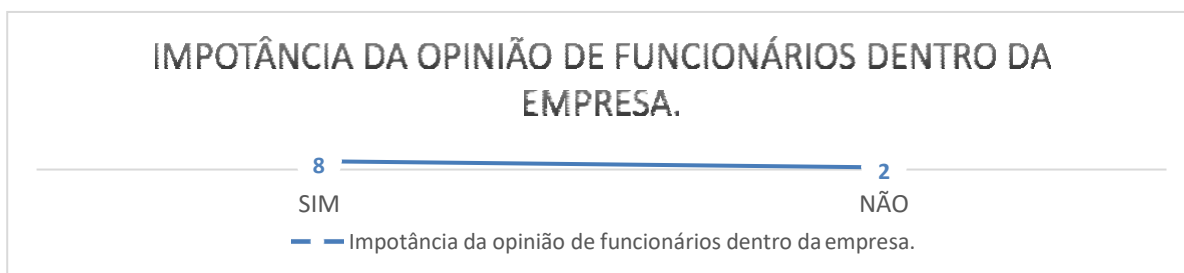 IMPOTÂNCIA DA OPINIÃO DE FUNCIONÁRIOS DENTRO DA
EMPRESA.
8 2
SIM NÃO
Impotância da opinião de funcionários dentro da empresa.